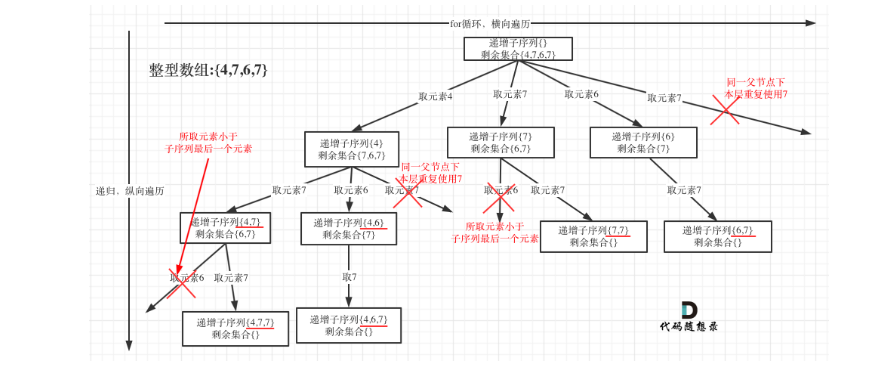 for循环、横向遍历
递增子序列{}
剩余集合{4,7,6,7}
整型数组:{4,7,6,7}
取元素4
取元素7
取元素6
取元素7
同一父节点下
本层重复使用7
所取元素小于
子序列最后一个元素
递增子序列{4}
剩余集合{7,6,7}
递增子序列{7}
剩余集合{6,7}
递增子序列{6}
剩余集合{7}
同一父节点下
本层重复使用7
递归、纵向遍历
取元素7
取元素6
取元素7
取元素6
取元素7
取元素7
递增子序列{4,7}
剩余集合{6,7}
递增子序列{4,6}
剩余集合{7}
所取元素小于
子序列最后一个元素
递增子序列{7,7}
剩余集合{}
递增子序列{6,7}
剩余集合{}
取元素6
取元素7
取7
递增子序列{4,7,7}
剩余集合{}
递增子序列{4,6,7}
剩余集合{}
代码随想录